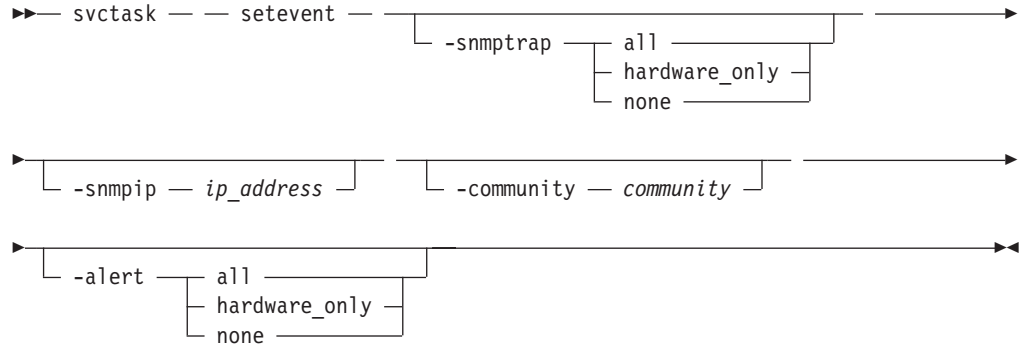 svctask setevent
-snmptrap all
hardware_only
none
-snmpip ip_address -community community
-alert all
hardware_only
none